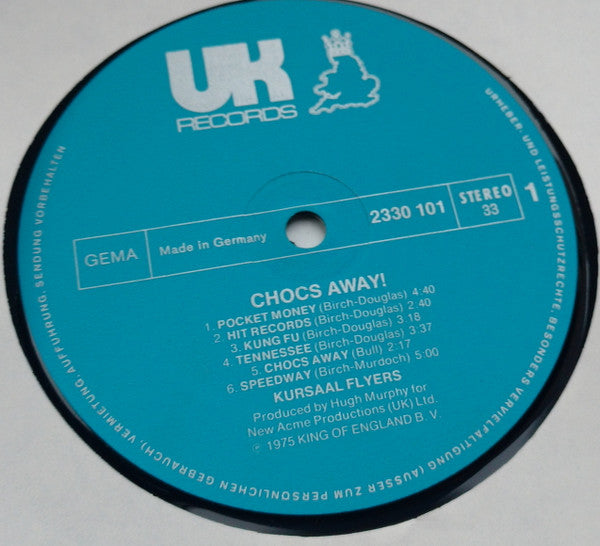 UK
RECORDS
GEMA
Made in Germany
2330 101
STEREO
33
1
CHOCS AWAY!
1. POCKET MONEY (Birch-Douglas) 4:40
2. HIT RECORDS (Birch-Douglas) 2:40
3. KUNG FU (Birch-Douglas) 3.18
4. TENNESSEE (Birch-Douglas) 3:37
5. CHOCS AWAY (Bull) 2:17
6. SPEEDWAY (Birch-Murdoch) 5:00
KURSAAL FLYERS
Produced by Hugh Murphy for
New Acme Productions (UK) Ltd.
℗ 1975 KING OF ENGLAND B. V.
URHEBER- UND LEISTUNGSSCHUTZRECHTE, BESONDERS VERVIELFÄLTIGUNG (AUSSER ZUM PERSÖNLICHEN GEBRAUCH), VERMIETUNG, AUFFÜHRUNG, SENDUNG VORBEHALTEN